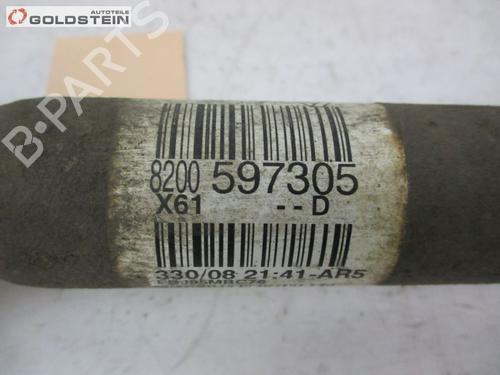 AUTOTEILE
GOLDSTEIN
B-PARTS
8200 597305
X61 --D
330/08 21:41-AR5